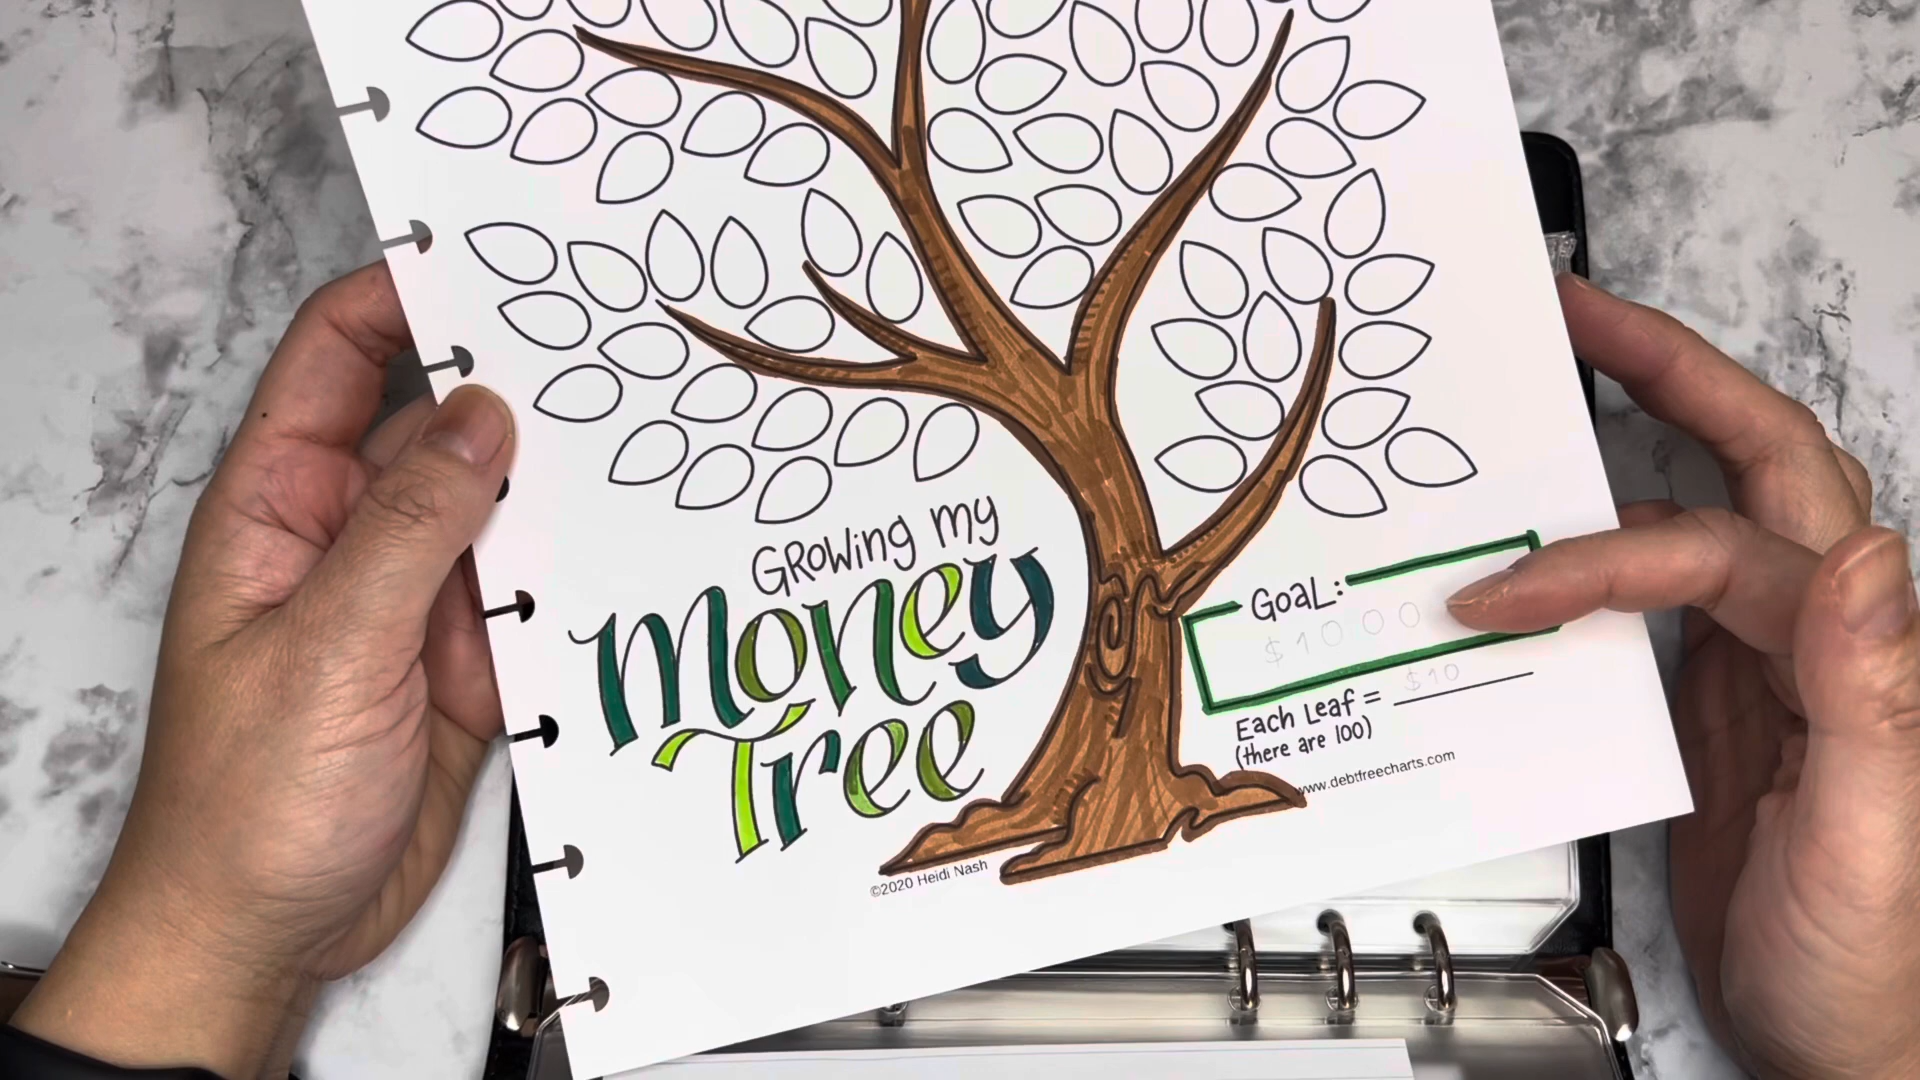 GROWing my
Money
Tree
GOAL:
$1000
Each Leaf = $10
(there are 100)
www.debtfreecharts.com
©2020 Heidi Nash